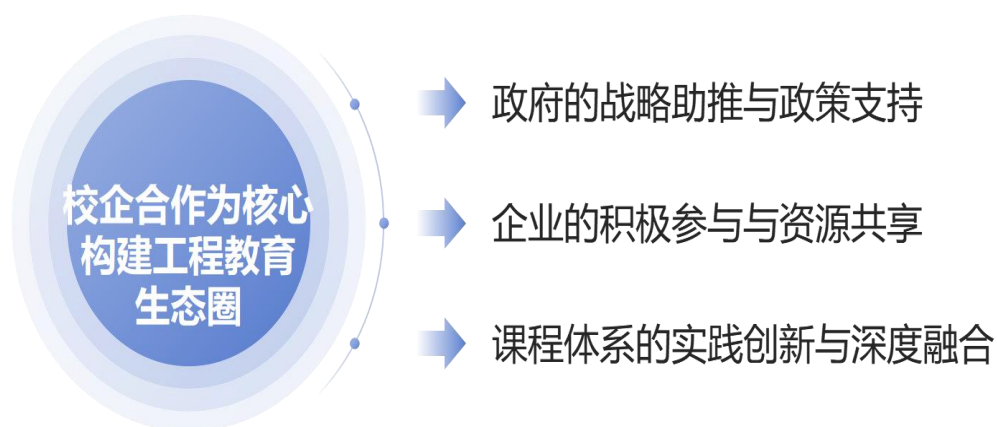 校企合作为核心
构建工程教育
生态圈
政府的战略助推与政策支持
企业的积极参与与资源共享
课程体系的实践创新与深度融合